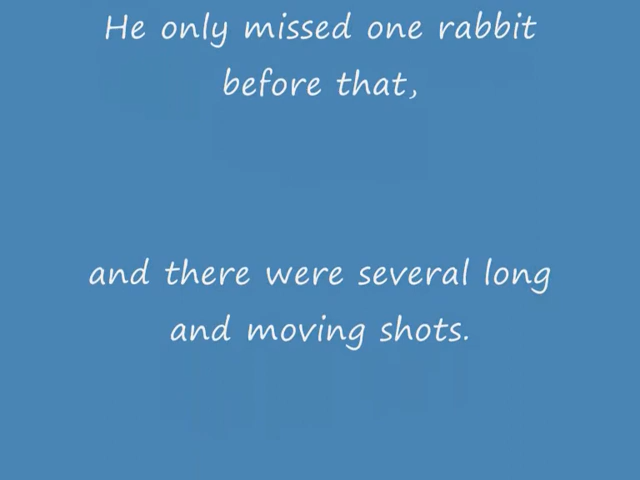 He only missed one rabbit
before that,
and there were several long
and moving shots.